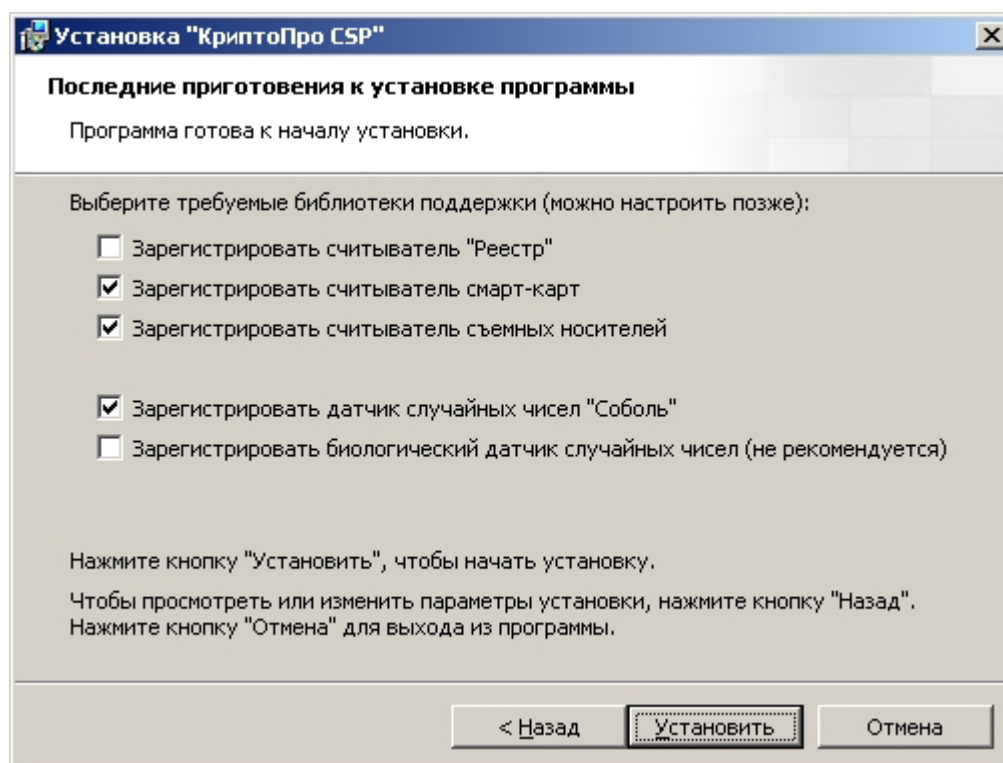 Установка "КриптоПро CSP"
Последние приготовения к установке программы
Программа готова к началу установки.
Выберите требуемые библиотеки поддержки (можно настроить позже):
Зарегистрировать считыватель "Реестр"
Зарегистрировать считыватель смарт-карт
Зарегистрировать считыватель съемных носителей
Зарегистрировать датчик случайных чисел "Соболь"
Зарегистрировать биологический датчик случайных чисел (не рекомендуется)
Нажмите кнопку "Установить", чтобы начать установку.
Чтобы просмотреть или изменить параметры установки, нажмите кнопку "Назад".
Нажмите кнопку "Отмена" для выхода из программы.
< Назад Установить Отмена